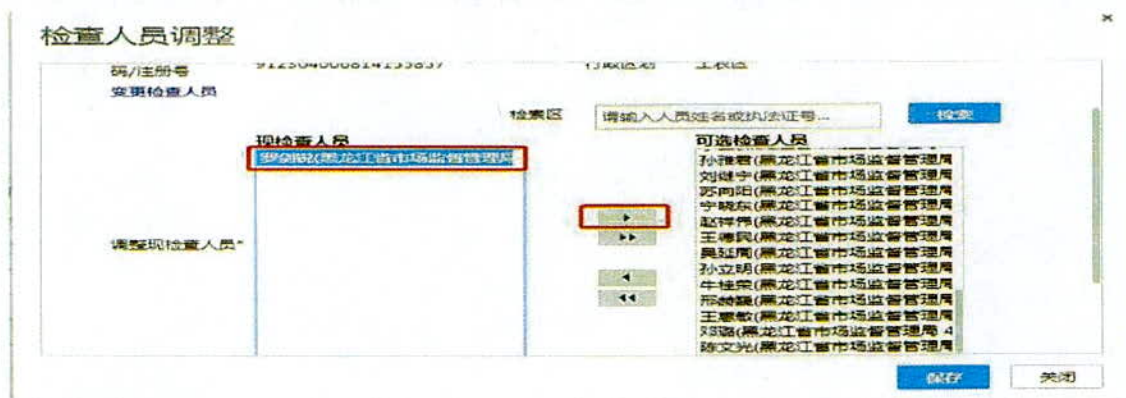 检查人员调整
码/注册号
行政区划
变更检查人员
检索区 请输入人员姓名或执法证号... 检索
现检查人员 可选检查人员
罗剑锐(黑龙江省市场监督管理局
孙雅君(黑龙江省市场监督管理局
刘健宁(黑龙江省市场监督管理局
苏向阳(黑龙江省市场监督管理局
宁晓东(黑龙江省市场监督管理局
赵祥伟(黑龙江省市场监督管理局
调整现检查人员*
王德民(黑龙江省市场监督管理局
吴延周(黑龙江省市场监督管理局
孙立明(黑龙江省市场监督管理局
牛桂荣(黑龙江省市场监督管理局
(黑龙江省市场监督管理局
王慧敏(黑龙江省市场监督管理局
邓璐(黑龙江省市场监督管理局 4
陈文光(黑龙江省市场监督管理局
保存 关闭